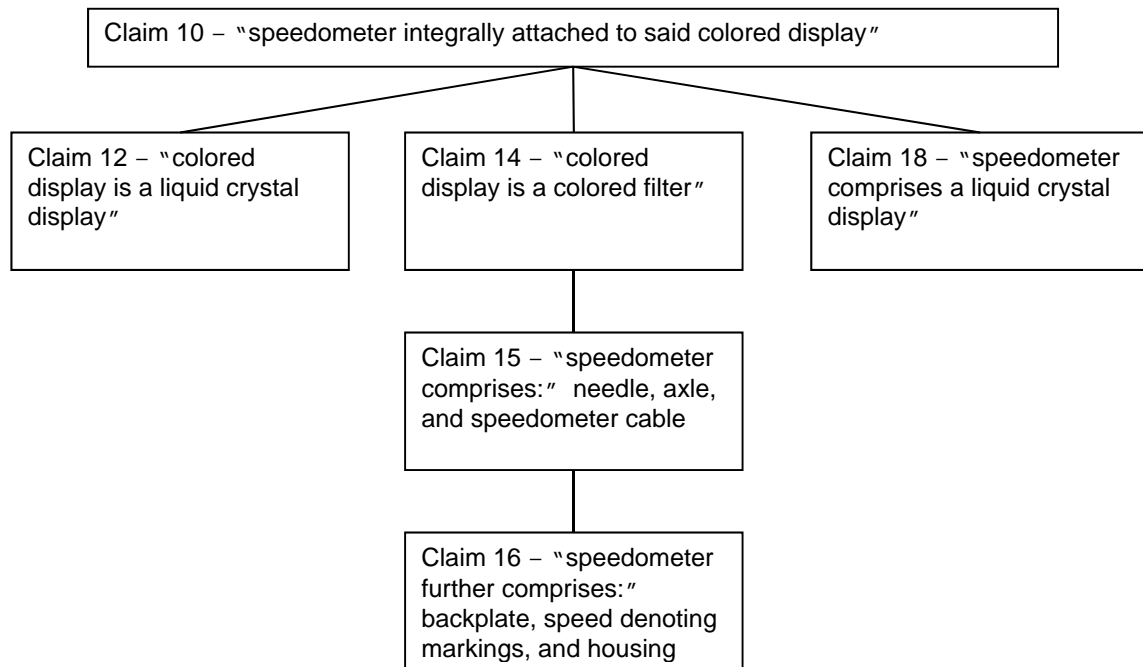 Claim 10 – “speedometer integrally attached to said colored display”
Claim 12 – “colored
display is a liquid crystal
display”
Claim 14 – “colored
display is a colored filter”
Claim 18 – “speedometer
comprises a liquid crystal
display”
Claim 15 – “speedometer
comprises:” needle, axle,
and speedometer cable
Claim 16 – “speedometer
further comprises:”
backplate, speed denoting
markings, and housing